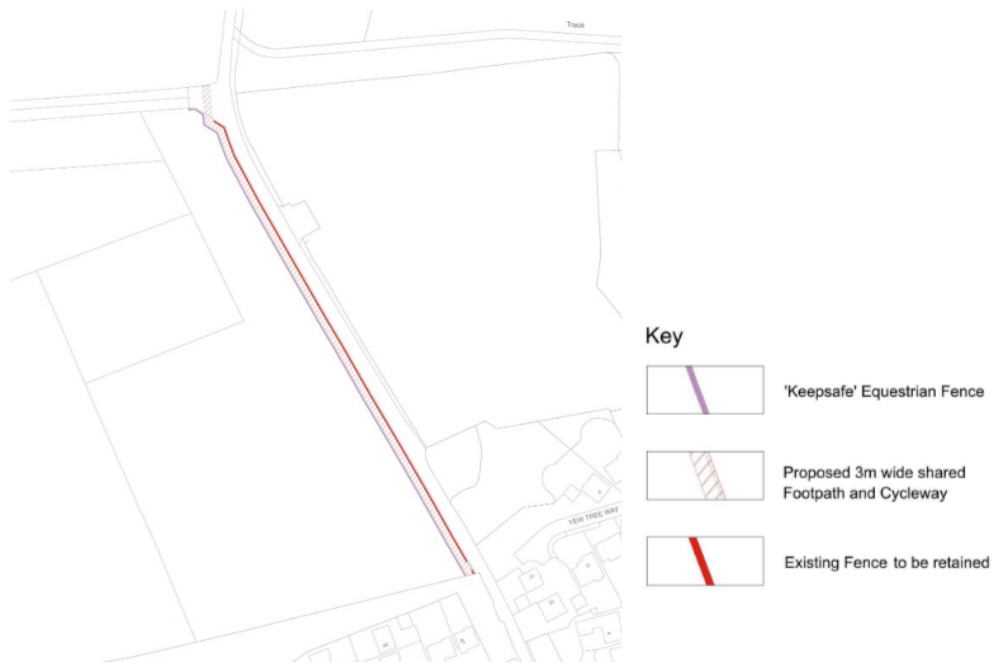 Track
YEW TREE WAY
Key
'Keepsafe' Equestrian Fence
Proposed 3m wide shared
Footpath and Cycleway
Existing Fence to be retained